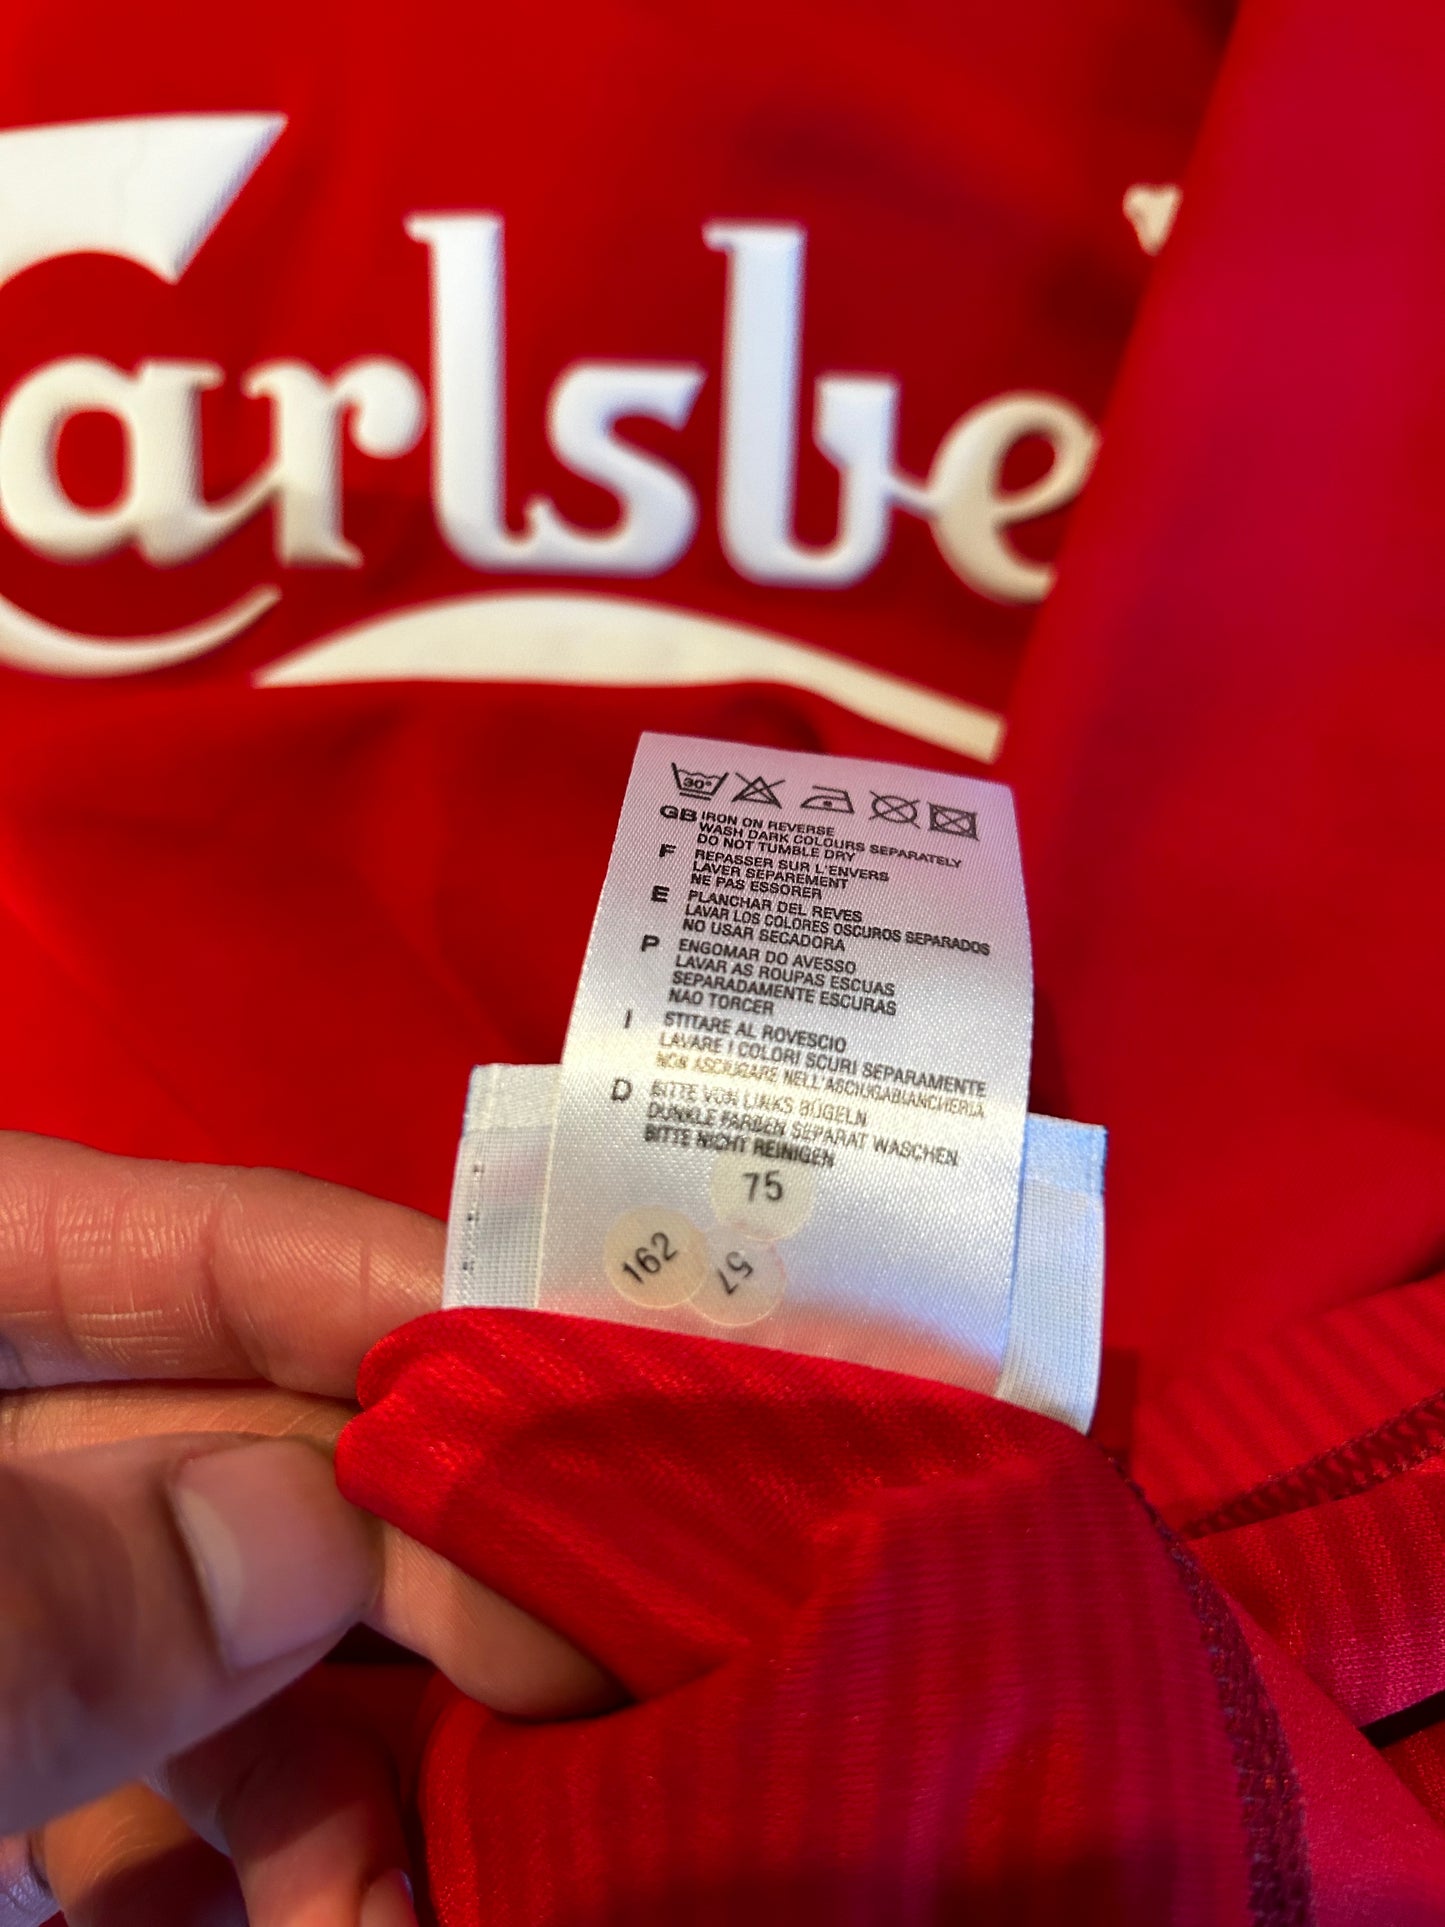 Carlsbe
30°
GB IRON ON REVERSE
WASH DARK COLOURS SEPARATELY
DO NOT TUMBLE DRY
F REPASSER SUR L'ENVERS
LAVER SEPAREMENT
NE PAS ESSORER
E PLANCHAR DEL REVES
LAVAR LOS COLORES OSCUROS SEPARADOS
NO USAR SECADORA
P ENGOMAR DO AVESSO
LAVAR AS ROUPAS ESCUAS
SEPARADAMENTE ESCURAS
NAO TORCER
I STITARE AL ROVESCIO
LAVARE I COLORI SCURI SEPARAMENTE
NON ASCIUGARE NELL'ASCIUGABIANCHERIA
D BITTE VON LINKS BÜGELN
DUNKLE FARBEN SEPARAT WASCHEN
BITTE NICHT REINIGEN
75
162
57